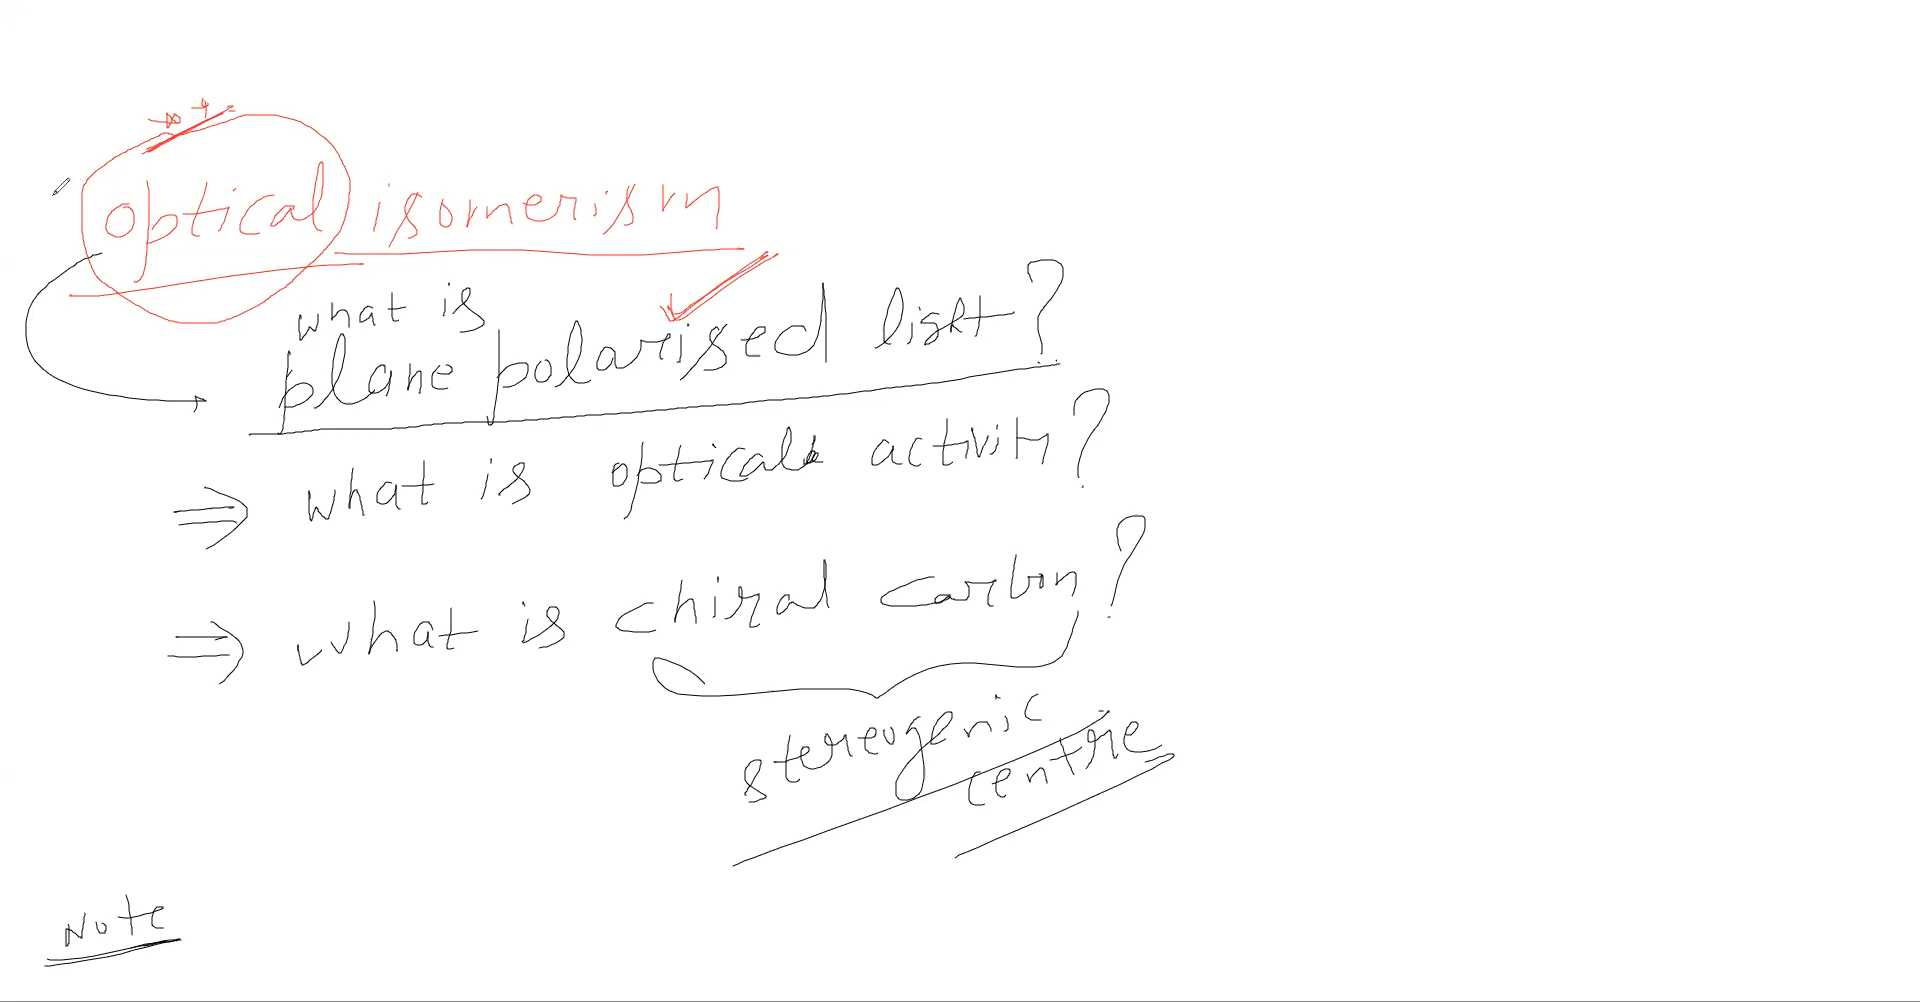 optical isomerism
what is
plane polarised light?
⇒ what is optical activity?
⇒ what is chiral carbon?
stereogenic
centre
Note